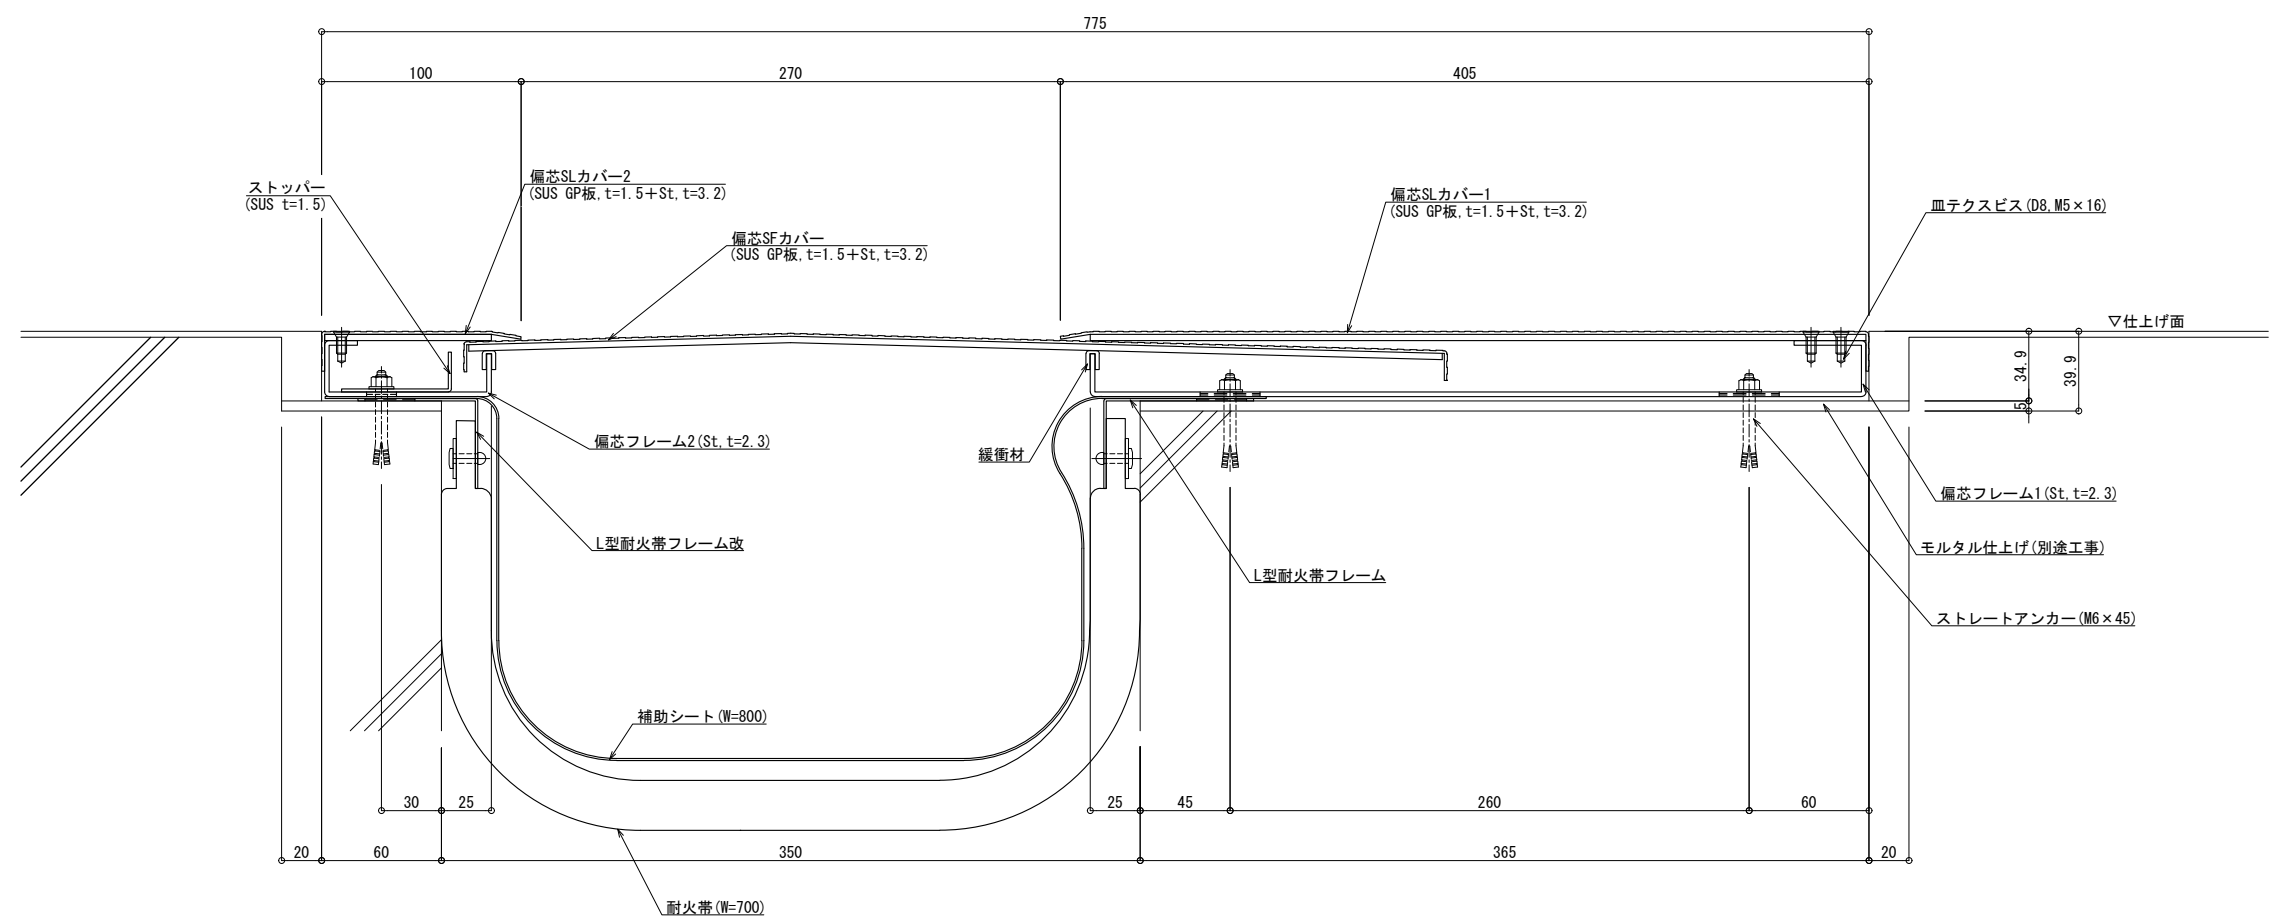 775
100
270
405
偏芯SLカバー2
(SUS GP板,t=1.5+St,t=3.2)
ストッパー
(SUS t=1.5)
偏芯SLカバー1
(SUS GP板,t=1.5+St,t=3.2)
皿テクスビス(D8,M5×16)
偏芯SFカバー
(SUS GP板,t=1.5+St,t=3.2)
▽仕上げ面
34.9
39.9
5
偏芯フレーム2(St,t=2.3)
緩衝材
偏芯フレーム1(St,t=2.3)
L型耐火帯フレーム改
モルタル仕上げ(別途工事)
L型耐火帯フレーム
ストレートアンカー(M6×45)
補助シート(W=800)
30
25
25
45
260
60
20
60
350
365
20
耐火帯(W=700)